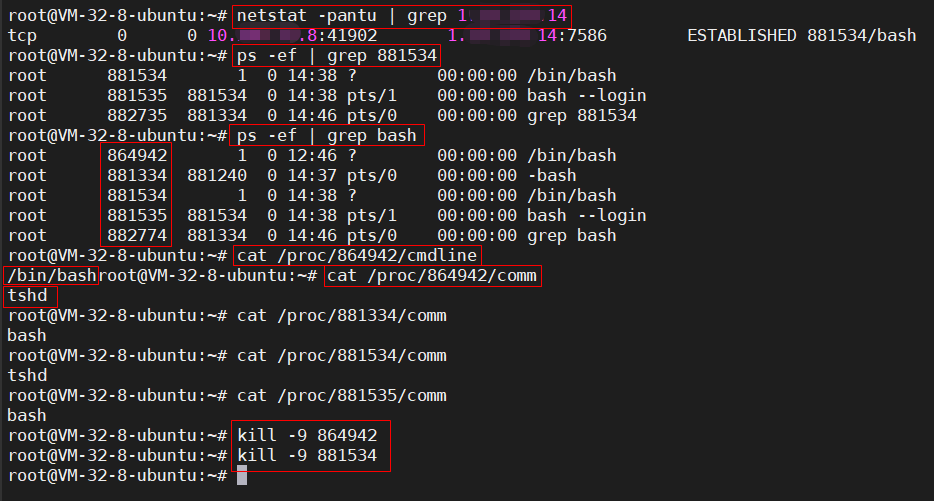 root@VM-32-8-ubuntu:~# netstat -pantu | grep 1. .14
tcp        0      0 10. .8:41902       1. 14:7586            ESTABLISHED 881534/bash
root@VM-32-8-ubuntu:~# ps -ef | grep 881534
root      881534       1  0 14:38 ?        00:00:00 /bin/bash
root      881535  881534  0 14:38 pts/1    00:00:00 bash --login
root      882735  881334  0 14:46 pts/0    00:00:00 grep 881534
root@VM-32-8-ubuntu:~# ps -ef | grep bash
root      864942       1  0 12:46 ?        00:00:00 /bin/bash
root      881334  881240  0 14:37 pts/0    00:00:00 -bash
root      881534       1  0 14:38 ?        00:00:00 /bin/bash
root      881535  881534  0 14:38 pts/1    00:00:00 bash --login
root      882774  881334  0 14:46 pts/0    00:00:00 grep bash
root@VM-32-8-ubuntu:~# cat /proc/864942/cmdline
/bin/bashroot@VM-32-8-ubuntu:~# cat /proc/864942/comm
tshd
root@VM-32-8-ubuntu:~# cat /proc/881334/comm
bash
root@VM-32-8-ubuntu:~# cat /proc/881534/comm
tshd
root@VM-32-8-ubuntu:~# cat /proc/881535/comm
bash
root@VM-32-8-ubuntu:~# kill -9 864942
root@VM-32-8-ubuntu:~# kill -9 881534
root@VM-32-8-ubuntu:~#